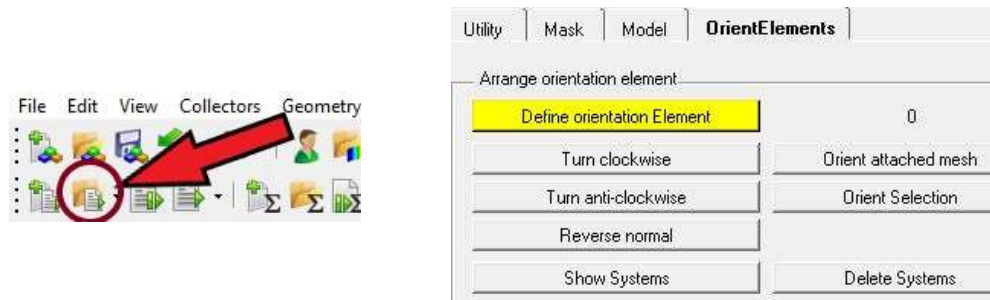 File Edit View Collectors Geometry
Utility Mask Model OrientElements
Arrange orientation element
Define orientation Element 0
Turn clockwise Orient attached mesh
Turn anti-clockwise Orient Selection
Reverse normal
Show Systems Delete Systems